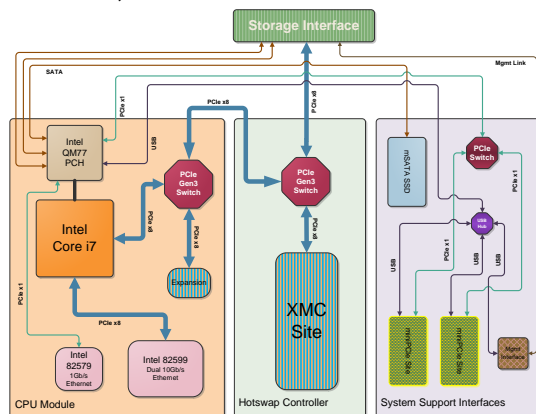 Storage Interface
SATA
Mgmt Link
PCIe x1
PCIe x8
PCIe x8
USB
Intel
QM77
PCH
PCIe
Gen3
Switch
PCIe
Gen3
Switch
mSATA SSD
PCIe
Switch
PCIe x1
USB
Hub
PCIe x1
Intel
Core i7
PCIe x8
PCIe x8
PCIe x8
Expansion
XMC
Site
USB
USB
USB
PCIe x1
PCIe x8
Intel
82579
1Gb/s
Ethernet
Intel 82599
Dual 10Gb/s
Ethernet
miniPCIe Site
miniPCIe Site
Mgmt
Interface
CPU Module
Hotswap Controller
System Support Interfaces